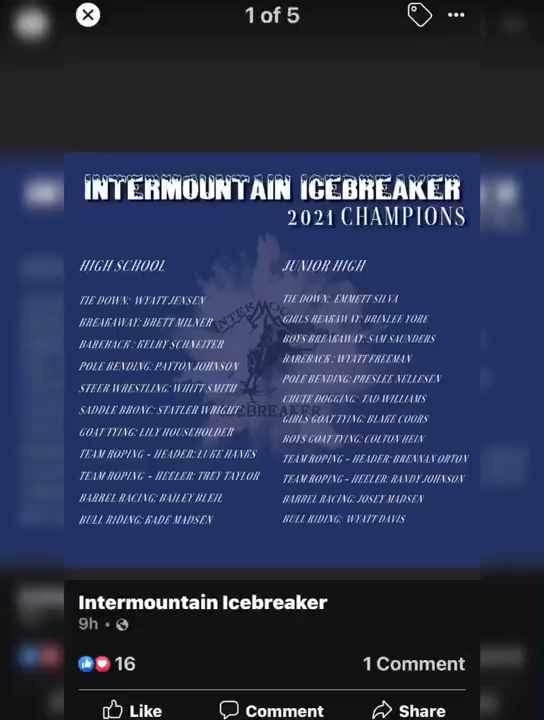 1 of 5
INTERMOUNTAIN ICEBREAKER
2021 CHAMPIONS
HIGH SCHOOL
TIE DOWN: WYATT JENSEN
BREAKAWAY: BRETT MILNER
BAREBACK: KELBY SCHNEITER
POLE BENDING: PAYTON JOHNSON
STEER WRESTLING: WHIT SMITH
SADDLE BRONC: STATLER WRIGHT
GOAT TYING: LILY HOUSEHOLDER
TEAM ROPING - HEADER: LUKE HANKS
TEAM ROPING - HEELER: TREY TAYLOR
BARREL RACING: BAILEY BLEIL
BULL RIDING: KADE MADSEN
JUNIOR HIGH
TIE DOWN: EMMETT SILVA
GIRLS BEAKAWAY: BRINLEE YORE
BOYS BREAKAWAY: SAM SAUNDERS
BAREBACK: WYATT FREEMAN
POLE BENDING: PRESLEE NELLESEN
CHUTE DOGGING: TAD WILLIAMS
GIRLS GOAT TYING: BLAKE COORS
BOYS GOAT TYING: COLTON HEIN
TEAM ROPING - HEADER: BRENNAN ORTON
TEAM ROPING - HEELER: RANDY JOHNSON
BARREL RACING: JOSEY MADSEN
BULL RIDING: WYATT DAVIS
INTERMOUNTAIN
ICEBREAKER
Intermountain Icebreaker
9h
16
1 Comment
Like
Comment
Share